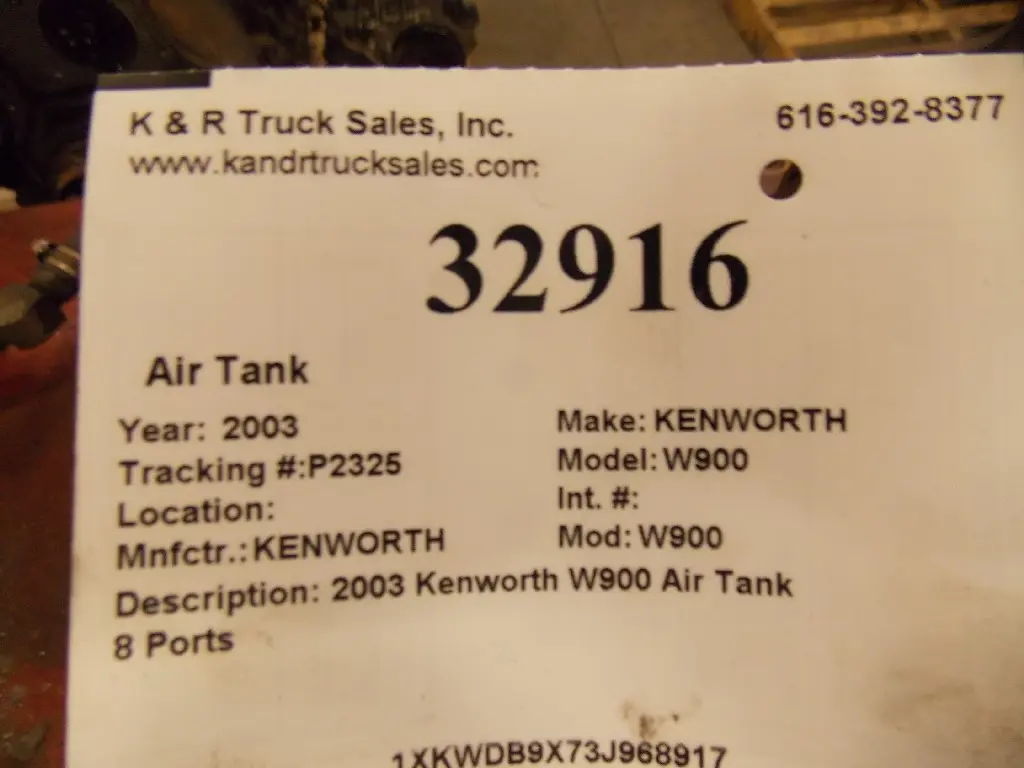 K & R Truck Sales, Inc. 616-392-8377
www.kandrtrucksales.com
32916
Air Tank
Year: 2003 Make: KENWORTH
Tracking #:P2325 Model: W900
Location: Int. #:
Mnfctr.: KENWORTH Mod: W900
Description: 2003 Kenworth W900 Air Tank
8 Ports
1XKWDB9X73J968917